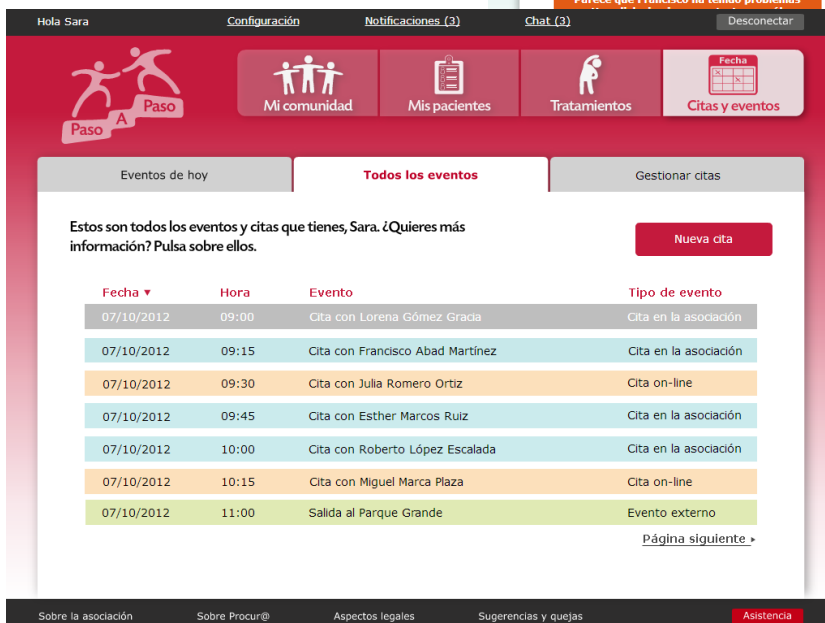 Parece que Francisco ha tenido problemas
Hola Sara Configuración Notificaciones (3) Chat (3) Desconectar
Paso A Paso
Mi comunidad Mis pacientes Tratamientos Fecha Citas y eventos
Eventos de hoy Todos los eventos Gestionar citas
Estos son todos los eventos y citas que tienes, Sara. ¿Quieres más
información? Pulsa sobre ellos.
Nueva cita
Fecha ▼ Hora Evento Tipo de evento
07/10/2012 09:00 Cita con Lorena Gómez Gracia Cita en la asociación
07/10/2012 09:15 Cita con Francisco Abad Martínez Cita en la asociación
07/10/2012 09:30 Cita con Julia Romero Ortiz Cita on-line
07/10/2012 09:45 Cita con Esther Marcos Ruiz Cita en la asociación
07/10/2012 10:00 Cita con Roberto López Escalada Cita en la asociación
07/10/2012 10:15 Cita con Miguel Marca Plaza Cita on-line
07/10/2012 11:00 Salida al Parque Grande Evento externo
Página siguiente ▸
Sobre la asociación Sobre Procur@ Aspectos legales Sugerencias y quejas Asistencia